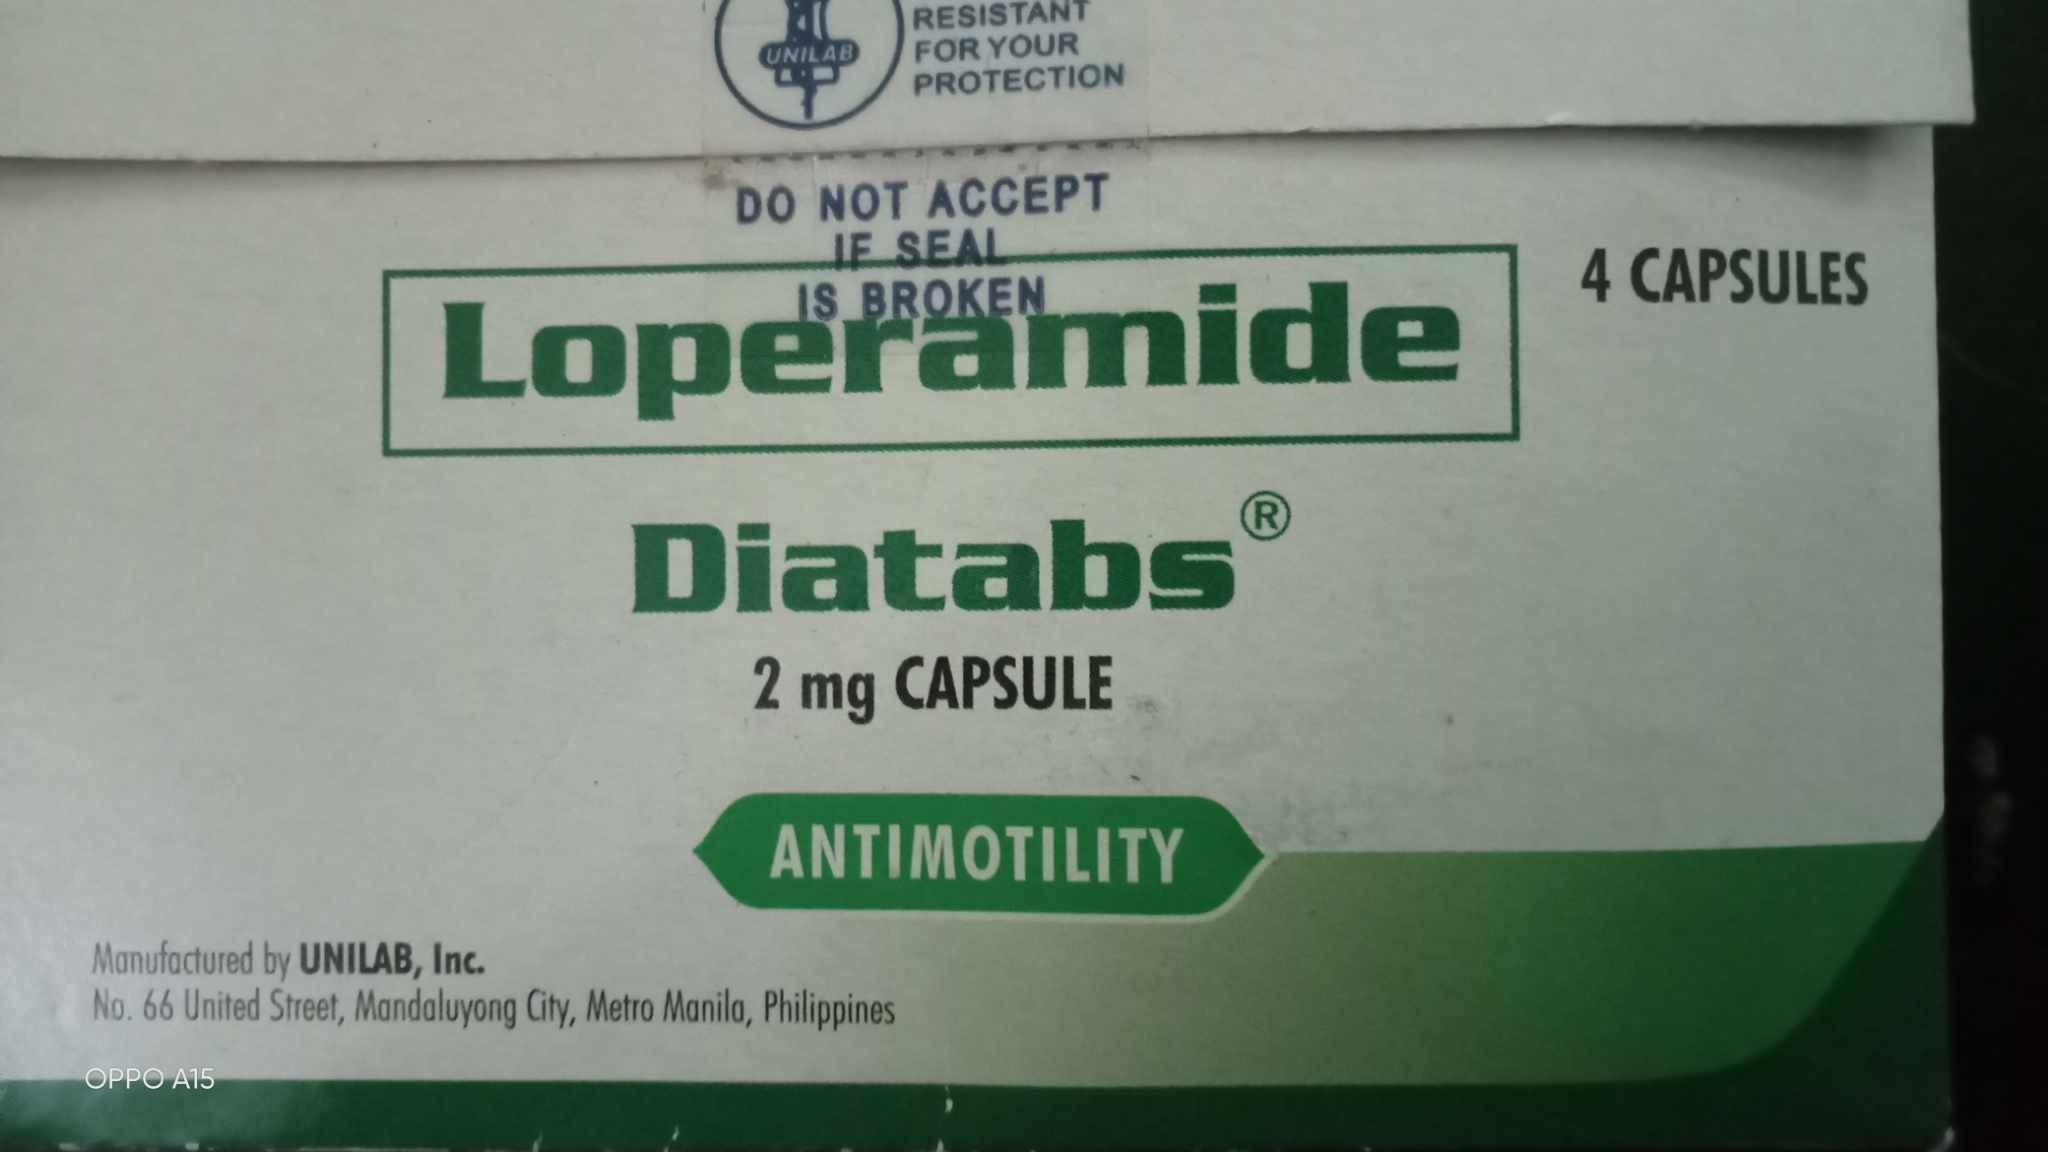 UNILAB
RESISTANT
FOR YOUR
PROTECTION
DO NOT ACCEPT
IF SEAL
IS BROKEN
4 CAPSULES
Loperamide
Diatabs®
2 mg CAPSULE
ANTIMOTILITY
Manufactured by UNILAB, Inc.
No. 66 United Street, Mandaluyong City, Metro Manila, Philippines
OPPO A15